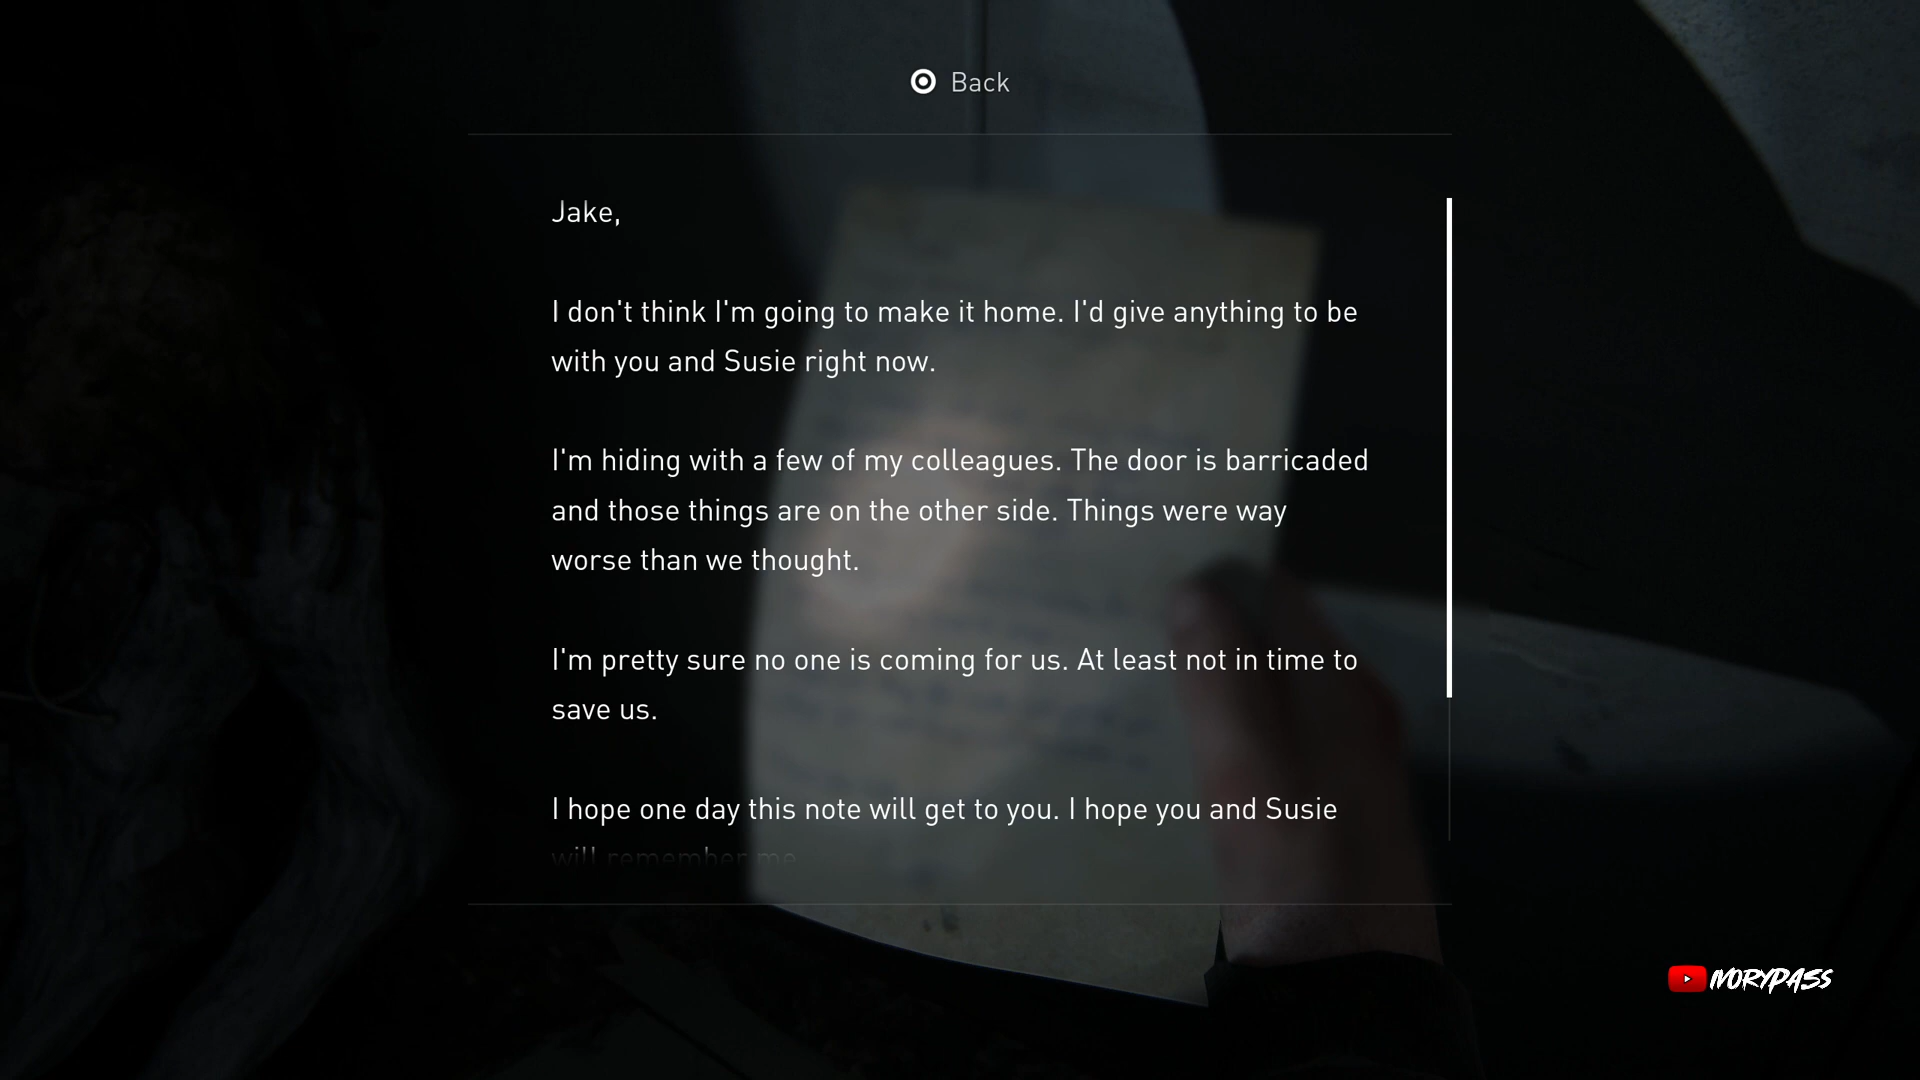 Back
Jake,
I don't think I'm going to make it home. I'd give anything to be
with you and Susie right now.
I'm hiding with a few of my colleagues. The door is barricaded
and those things are on the other side. Things were way
worse than we thought.
I'm pretty sure no one is coming for us. At least not in time to
save us.
I hope one day this note will get to you. I hope you and Susie
will remember me
IVORYPASS